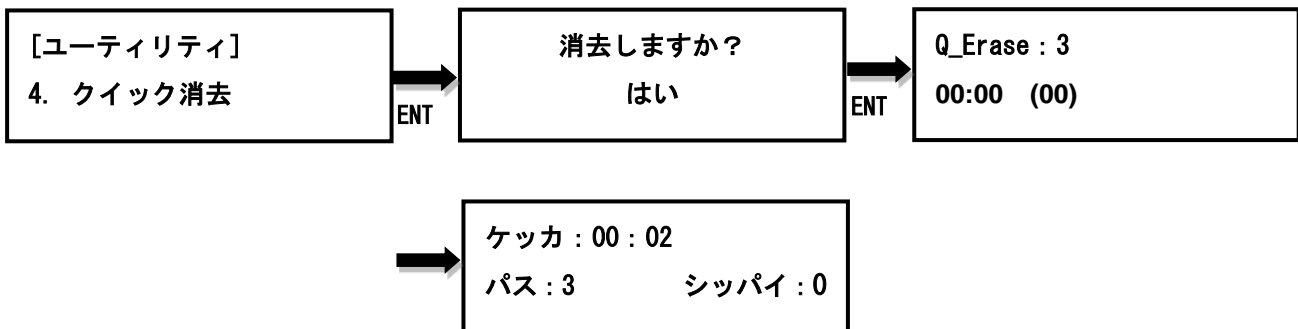 [ユーティリティ]
4. クイック消去
ENT
消去しますか？
はい
ENT
Q_Erase：3
00:00 (00)
ケッカ：00：02
パス：3 シッパイ：0